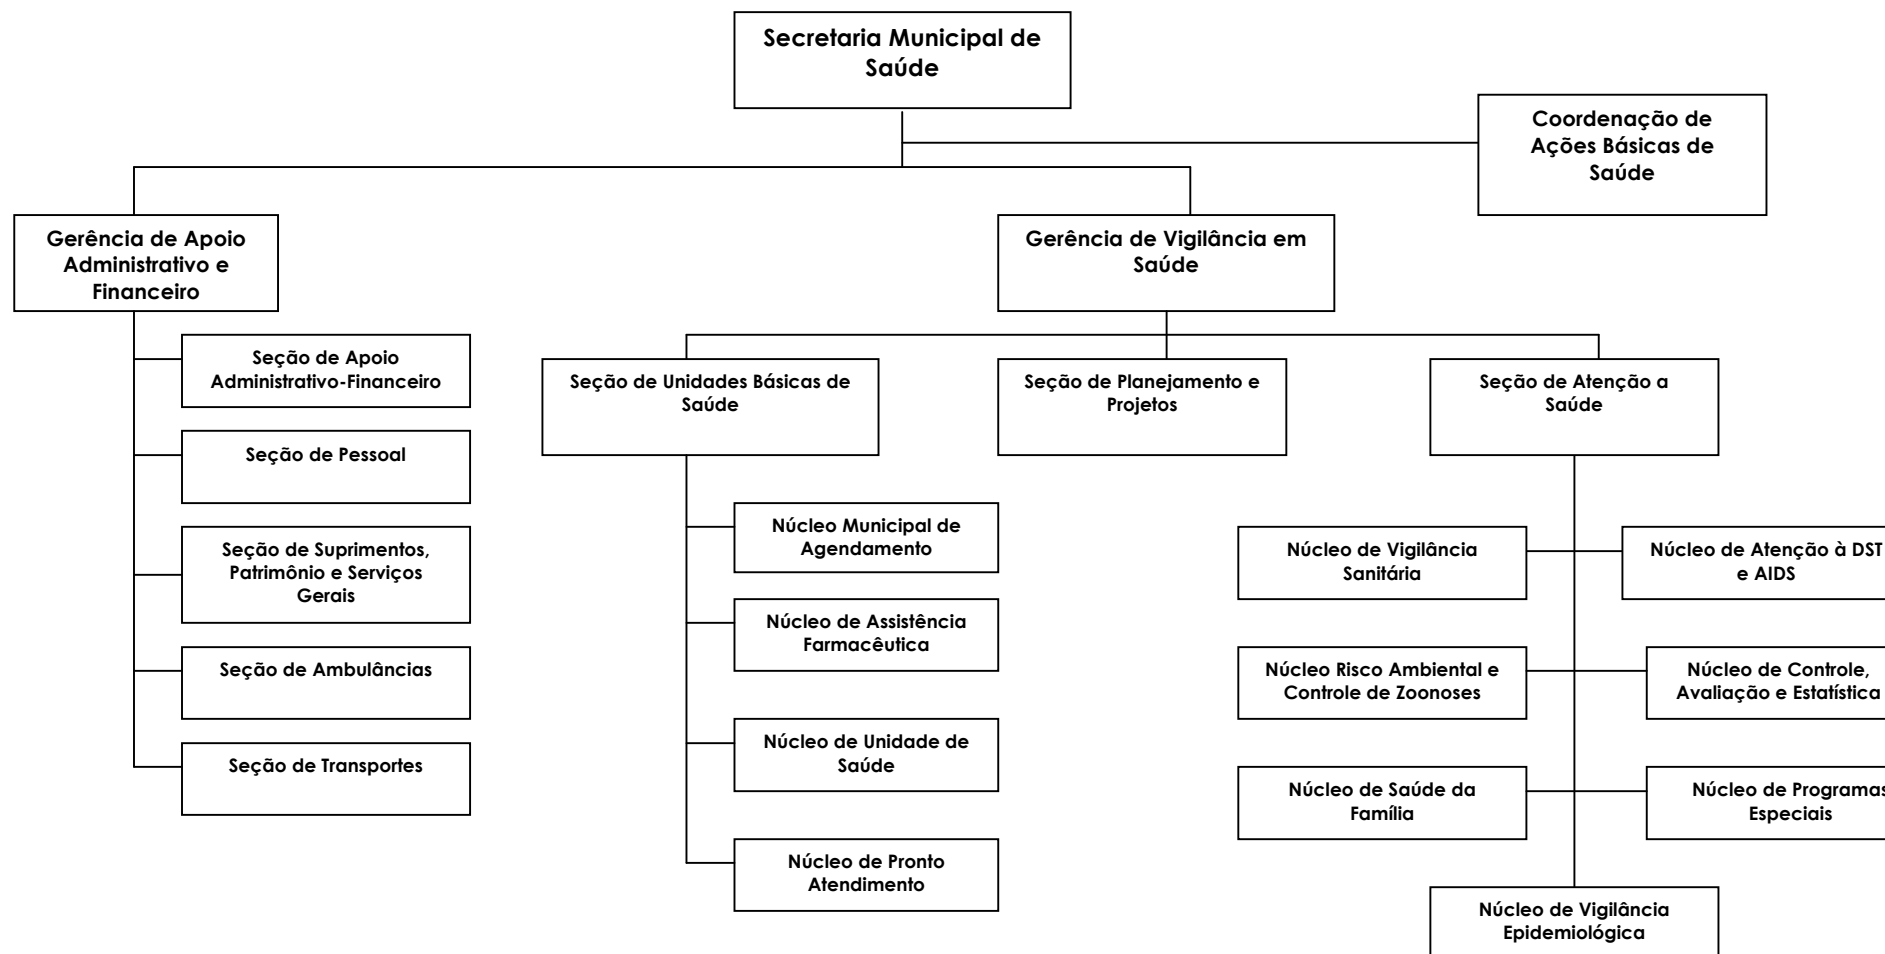 Secretaria Municipal de
Saúde
Coordenação de
Ações Básicas de
Saúde
Gerência de Apoio
Administrativo e
Financeiro
Gerência de Vigilância em
Saúde
Seção de Apoio
Administrativo-Financeiro
Seção de Pessoal
Seção de Suprimentos,
Patrimônio e Serviços
Gerais
Seção de Ambulâncias
Seção de Transportes
Seção de Unidades Básicas de
Saúde
Seção de Planejamento e
Projetos
Seção de Atenção a
Saúde
Núcleo Municipal de
Agendamento
Núcleo de Assistência
Farmacêutica
Núcleo de Unidade de
Saúde
Núcleo de Pronto
Atendimento
Núcleo de Vigilância
Sanitária
Núcleo de Atenção à DST
e AIDS
Núcleo Risco Ambiental e
Controle de Zoonoses
Núcleo de Controle,
Avaliação e Estatística
Núcleo de Saúde da
Família
Núcleo de Programas
Especiais
Núcleo de Vigilância
Epidemiológica